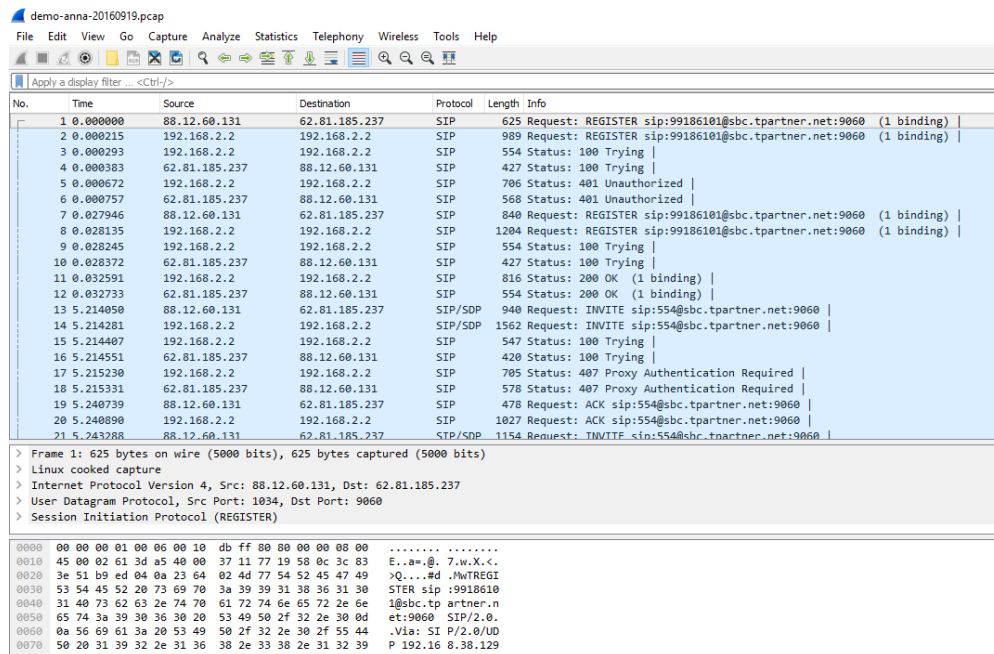 demo-anna-20160919.pcap
File Edit View Go Capture Analyze Statistics Telephony Wireless Tools Help
Apply a display filter ... <Ctrl-/>
No. Time Source Destination Protocol Length Info
1 0.000000 88.12.60.131 62.81.185.237 SIP 625 Request: REGISTER sip:99186101@sbc.tpartner.net:9060 (1 binding) |
2 0.000215 192.168.2.2 192.168.2.2 SIP 989 Request: REGISTER sip:99186101@sbc.tpartner.net:9060 (1 binding) |
3 0.000293 192.168.2.2 192.168.2.2 SIP 554 Status: 100 Trying |
4 0.000383 62.81.185.237 88.12.60.131 SIP 427 Status: 100 Trying |
5 0.000672 192.168.2.2 192.168.2.2 SIP 706 Status: 401 Unauthorized |
6 0.000757 62.81.185.237 88.12.60.131 SIP 568 Status: 401 Unauthorized |
7 0.027946 88.12.60.131 62.81.185.237 SIP 840 Request: REGISTER sip:99186101@sbc.tpartner.net:9060 (1 binding) |
8 0.028135 192.168.2.2 192.168.2.2 SIP 1204 Request: REGISTER sip:99186101@sbc.tpartner.net:9060 (1 binding) |
9 0.028245 192.168.2.2 192.168.2.2 SIP 554 Status: 100 Trying |
10 0.028372 62.81.185.237 88.12.60.131 SIP 427 Status: 100 Trying |
11 0.032591 192.168.2.2 192.168.2.2 SIP 816 Status: 200 OK (1 binding) |
12 0.032733 62.81.185.237 88.12.60.131 SIP 554 Status: 200 OK (1 binding) |
13 5.214050 88.12.60.131 62.81.185.237 SIP/SDP 940 Request: INVITE sip:554@sbc.tpartner.net:9060 |
14 5.214281 192.168.2.2 192.168.2.2 SIP/SDP 1562 Request: INVITE sip:554@sbc.tpartner.net:9060 |
15 5.214407 192.168.2.2 192.168.2.2 SIP 547 Status: 100 Trying |
16 5.214551 62.81.185.237 88.12.60.131 SIP 420 Status: 100 Trying |
17 5.215230 192.168.2.2 192.168.2.2 SIP 705 Status: 407 Proxy Authentication Required |
18 5.215331 62.81.185.237 88.12.60.131 SIP 578 Status: 407 Proxy Authentication Required |
19 5.240739 88.12.60.131 62.81.185.237 SIP 478 Request: ACK sip:554@sbc.tpartner.net:9060 |
20 5.240890 192.168.2.2 192.168.2.2 SIP 1027 Request: ACK sip:554@sbc.tpartner.net:9060 |
21 5.243288 88.12.60.131 62.81.185.237 SIP/SDP 1154 Request: INVITE sip:554@sbc.tpartner.net:9060 |
> Frame 1: 625 bytes on wire (5000 bits), 625 bytes captured (5000 bits)
> Linux cooked capture
> Internet Protocol Version 4, Src: 88.12.60.131, Dst: 62.81.185.237
> User Datagram Protocol, Src Port: 1034, Dst Port: 9060
> Session Initiation Protocol (REGISTER)
0000 00 00 00 01 00 06 00 10 db ff 80 80 00 00 08 00 ........ ........
0010 45 00 02 61 3d a5 40 00 37 11 77 19 58 0c 3c 83 E..a=.@. 7.w.X.<.
0020 3e 51 b9 ed 04 0a 23 64 02 4d 77 54 52 45 47 49 >Q....#d .MwTREGI
0030 53 54 45 52 20 73 69 70 3a 39 39 31 38 36 31 30 STER sip :9918610
0040 31 40 73 62 63 2e 74 70 61 72 74 6e 65 72 2e 6e 1@sbc.tp artner.n
0050 65 74 3a 39 30 36 30 20 53 49 50 2f 32 2e 30 0d et:9060 SIP/2.0.
0060 0a 56 69 61 3a 20 53 49 50 2f 32 2e 30 2f 55 44 .Via: SI P/2.0/UD
0070 50 20 31 39 32 2e 31 36 38 2e 33 38 2e 31 32 39 P 192.16 8.38.129